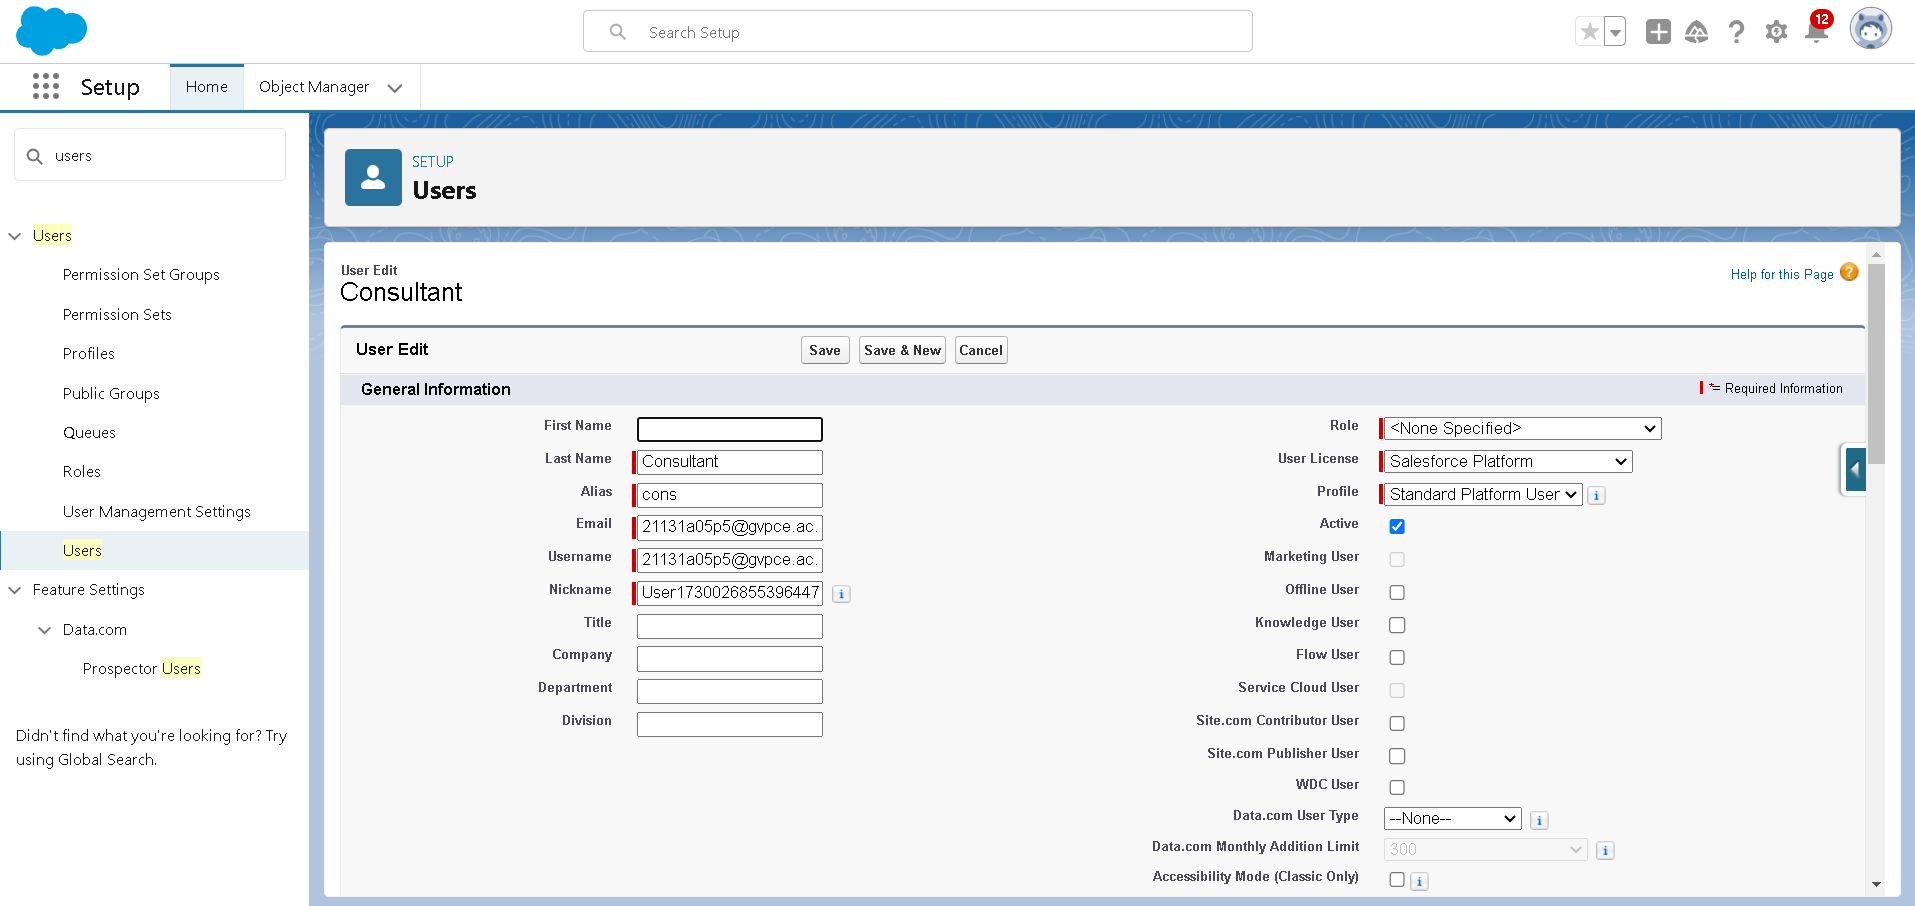 Search Setup
12
Setup
Home
Object Manager
users
Users
Permission Set Groups
Permission Sets
Profiles
Public Groups
Queues
Roles
User Management Settings
Users
Feature Settings
Data.com
Prospector Users
Didn't find what you're looking for? Try
using Global Search.
SETUP
Users
User Edit
Consultant
Help for this Page
User Edit
Save
Save & New
Cancel
General Information
*= Required Information
First Name
Last Name Consultant
Alias cons
Email 21131a05p5@gvpce.ac.
Username 21131a05p5@gvpce.ac.
Nickname User1730026855396447
Title
Company
Department
Division
Role <None Specified>
User License Salesforce Platform
Profile Standard Platform User
Active
Marketing User
Offline User
Knowledge User
Flow User
Service Cloud User
Site.com Contributor User
Site.com Publisher User
WDC User
Data.com User Type --None--
Data.com Monthly Addition Limit 300
Accessibility Mode (Classic Only)